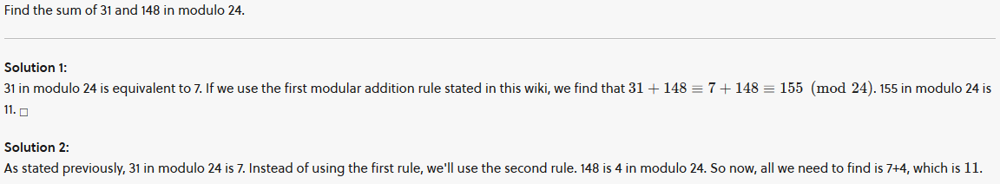 Find the sum of 31 and 148 in modulo 24.
Solution 1:
31 in modulo 24 is equivalent to 7. If we use the first modular addition rule stated in this wiki, we find that 31 + 148 ≡ 7 + 148 ≡ 155 (mod 24). 155 in modulo 24 is
11. □
Solution 2:
As stated previously, 31 in modulo 24 is 7. Instead of using the first rule, we'll use the second rule. 148 is 4 in modulo 24. So now, all we need to find is 7+4, which is 11.